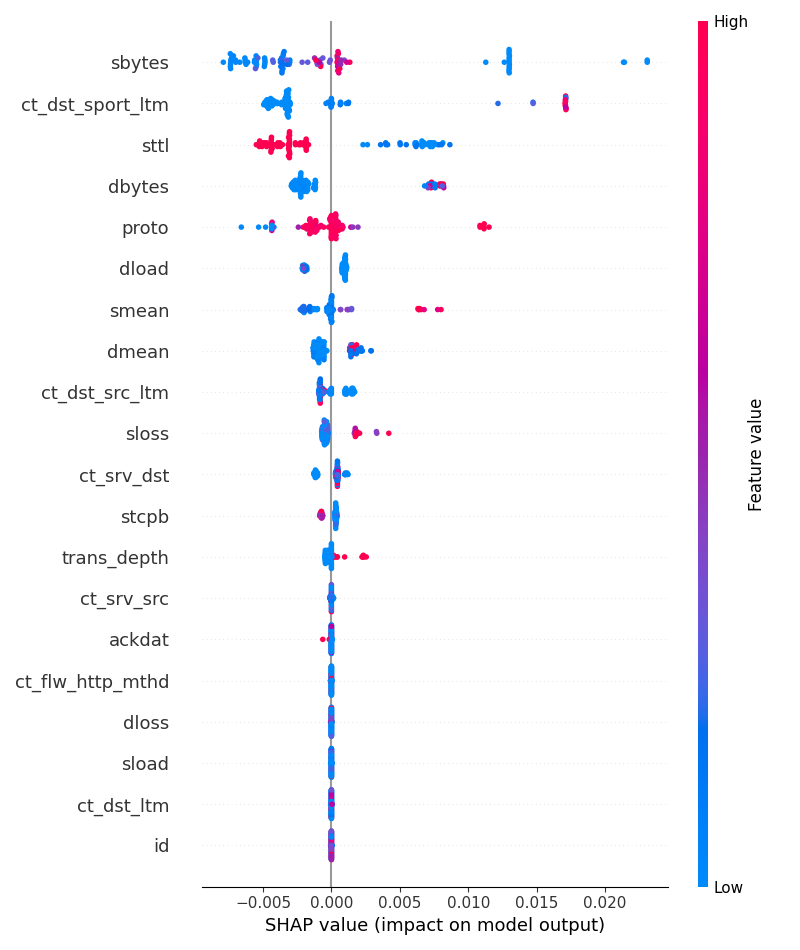 High
sbytes
ct_dst_sport_ltm
sttl
dbytes
proto
dload
smean
dmean
ct_dst_src_ltm
sloss
ct_srv_dst
stcpb
trans_depth
ct_srv_src
ackdat
ct_flw_http_mthd
dloss
sload
ct_dst_ltm
id
Feature value
Low
−0.005 0.000 0.005 0.010 0.015 0.020
SHAP value (impact on model output)